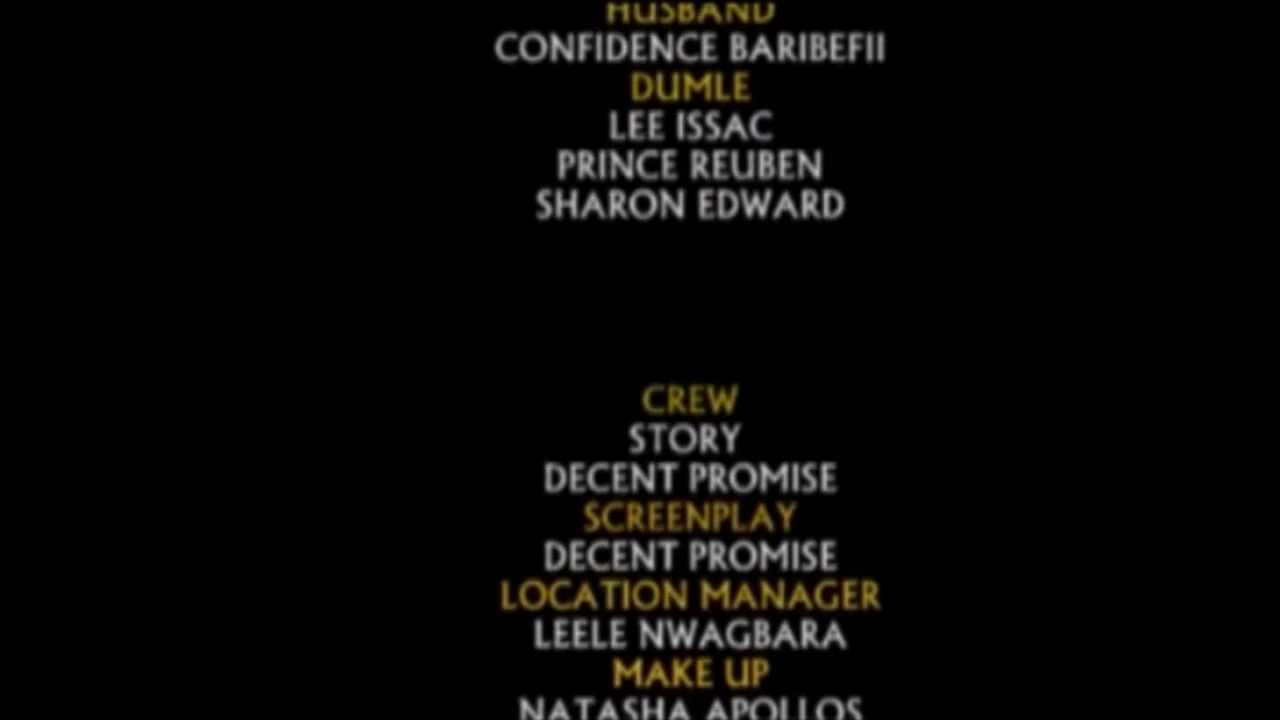 HUSBAND
CONFIDENCE BARIBEFII
DUMLE
LEE ISSAC
PRINCE REUBEN
SHARON EDWARD
CREW
STORY
DECENT PROMISE
SCREENPLAY
DECENT PROMISE
LOCATION MANAGER
LEELE NWAGBARA
MAKE UP
NATASHA APOLLOS